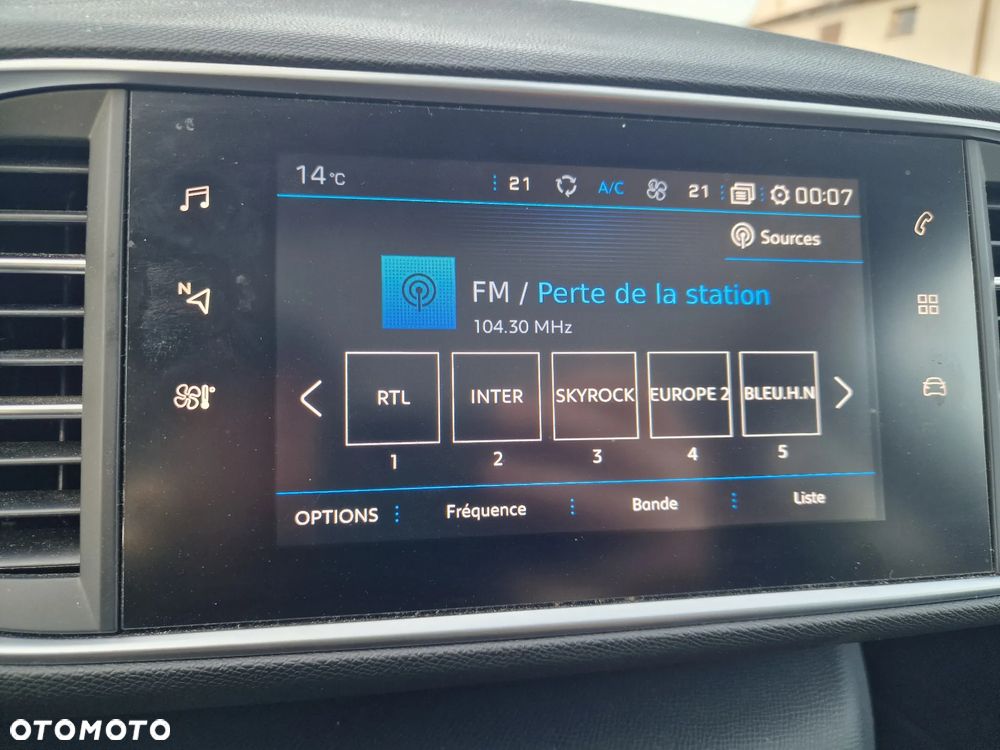 14°C 21 A/C 21 00:07
Sources
FM / Perte de la station
104.30 MHz
N
RTL INTER SKYROCK EUROPE 2 BLEU.H.N
1 2 3 4 5
OPTIONS Fréquence Bande Liste
OTOMOTO